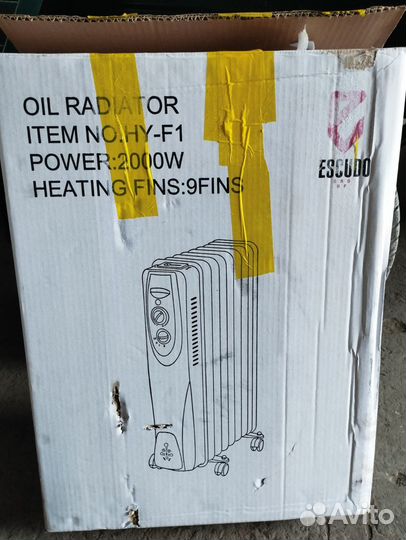 OIL RADIATOR
ITEM NO.:HY-F1
POWER:2000W
HEATING FINS:9FINS
ESCUDO
Avito